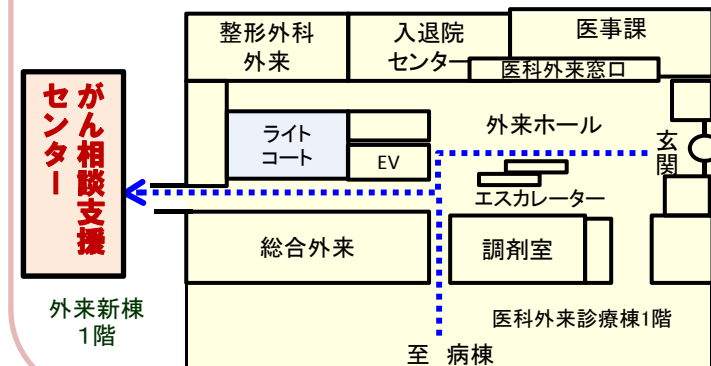 整形外科
外来
入退院
センター
医事課
医科外来窓口
がん相談支援
センター
ライト
コート
EV
外来ホール
玄関
エスカレーター
総合外来
調剤室
外来新棟
1階
医科外来診療棟1階
至 病棟